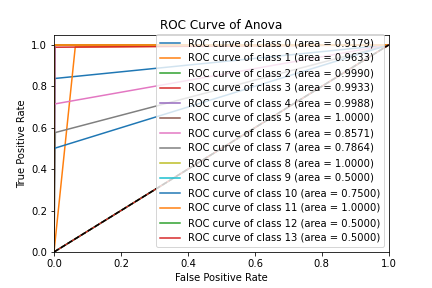 ROC Curve of Anova
1.0
0.8
0.6
0.4
0.2
0.0
True Positive Rate
ROC curve of class 0 (area = 0.9179)
ROC curve of class 1 (area = 0.9633)
ROC curve of class 2 (area = 0.9990)
ROC curve of class 3 (area = 0.9933)
ROC curve of class 4 (area = 0.9988)
ROC curve of class 5 (area = 1.0000)
ROC curve of class 6 (area = 0.8571)
ROC curve of class 7 (area = 0.7864)
ROC curve of class 8 (area = 1.0000)
ROC curve of class 9 (area = 0.5000)
ROC curve of class 10 (area = 0.7500)
ROC curve of class 11 (area = 1.0000)
ROC curve of class 12 (area = 0.5000)
ROC curve of class 13 (area = 0.5000)
0.0 0.2 0.4 0.6 0.8 1.0
False Positive Rate